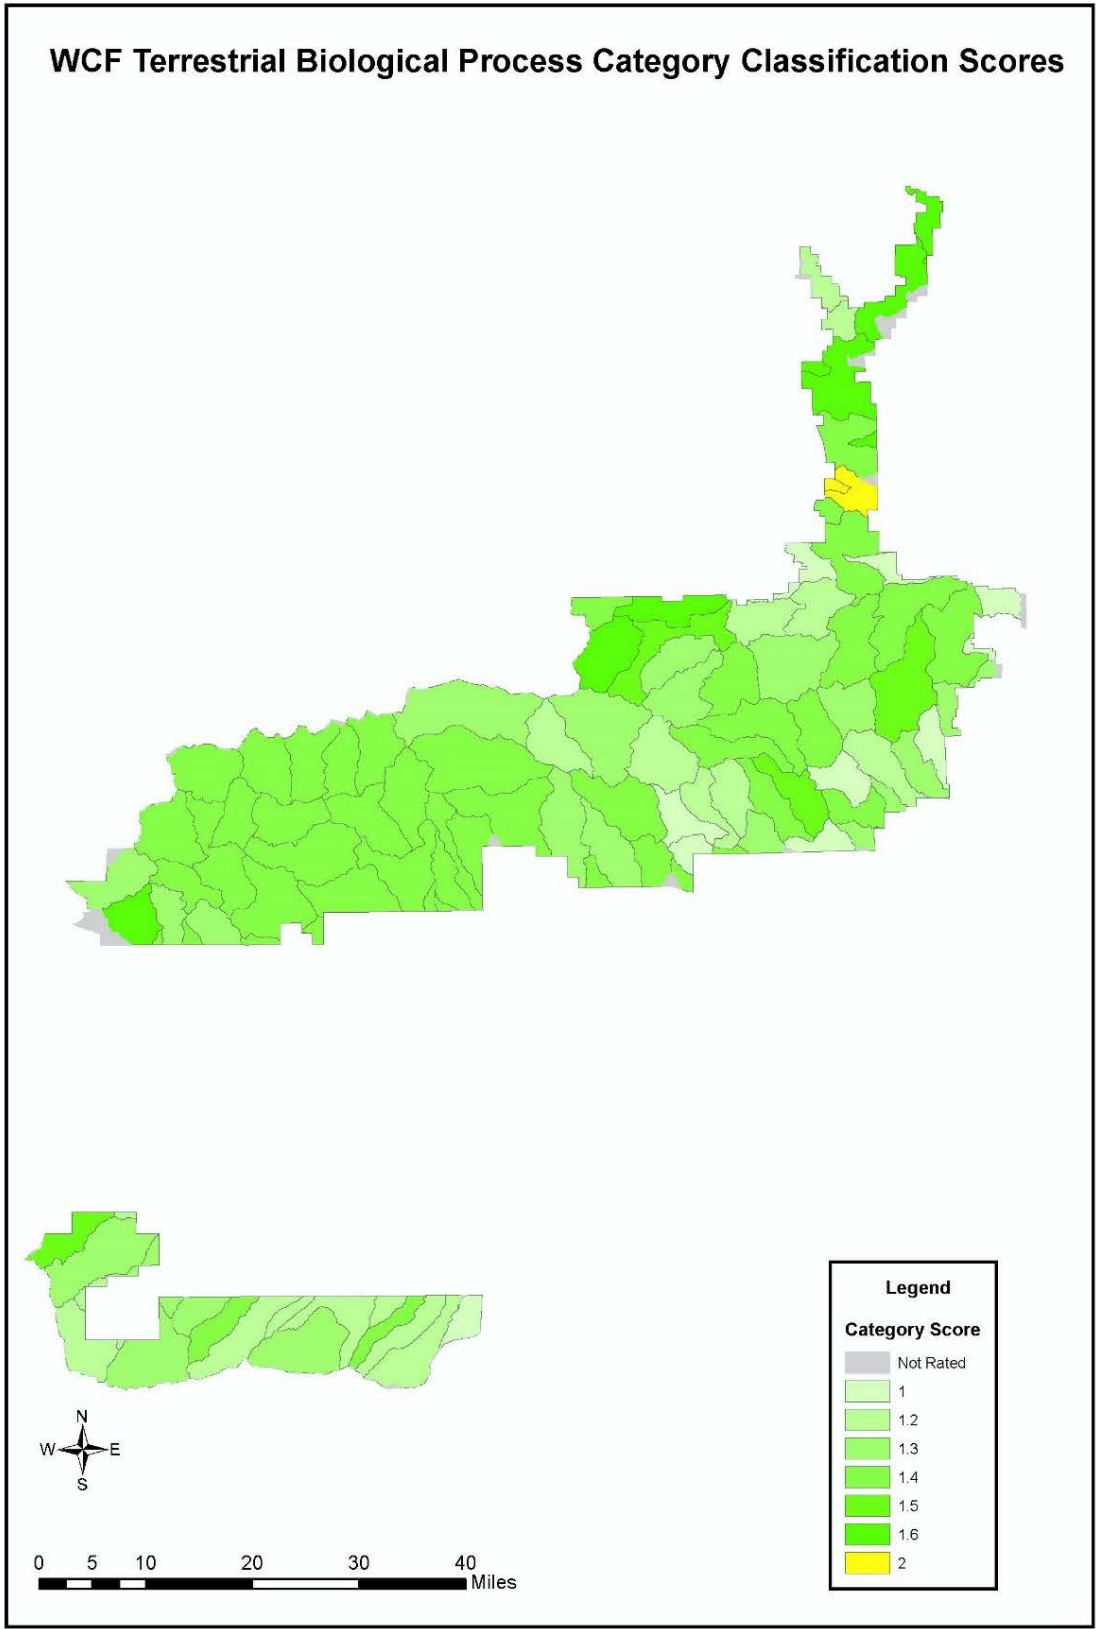 WCF Terrestrial Biological Process Category Classification Scores
Legend
Category Score
Not Rated
1
1.2
1.3
1.4
1.5
1.6
2
N
W E
S
0 5 10 20 30 40
Miles